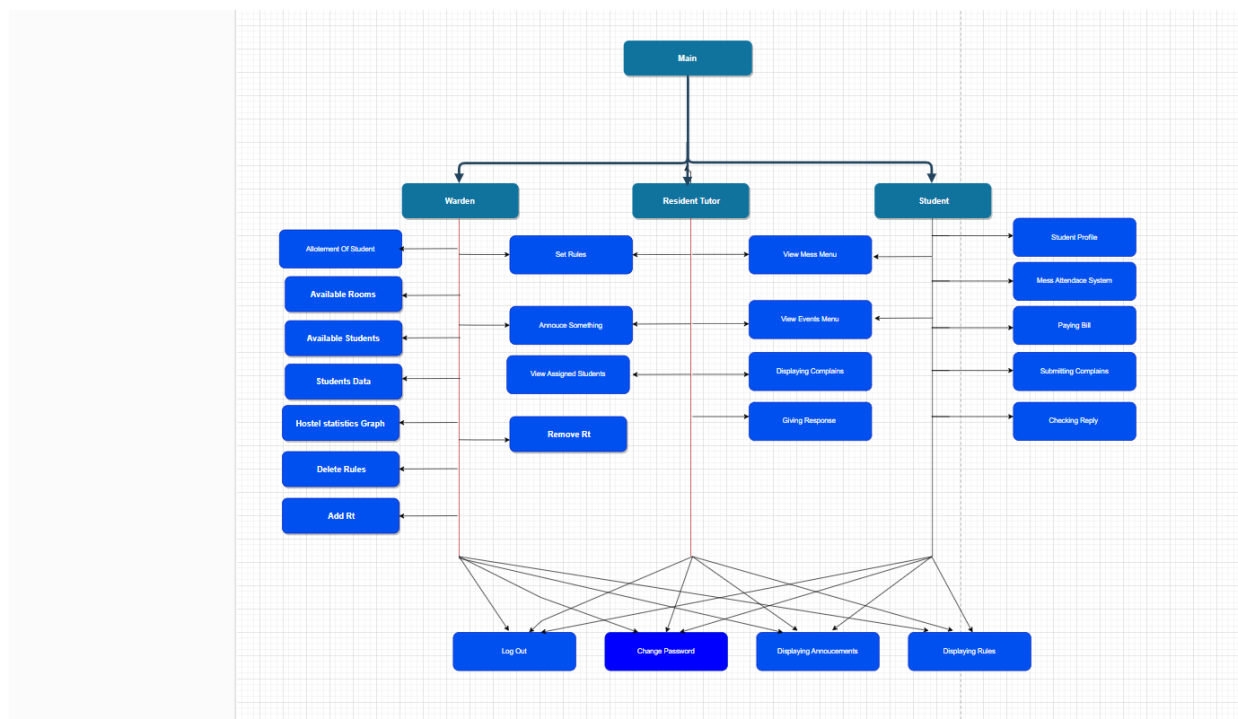 Main
Warden
Resident Tutor
Student
Allotement Of Student
Set Rules
View Mess Menu
Student Profile
Available Rooms
Mess Attendace System
Annouce Something
View Events Menu
Paying Bill
Available Students
View Assigned Students
Displaying Complains
Submitting Complains
Students Data
Hostel statistics Graph
Remove Rt
Giving Response
Checking Reply
Delete Rules
Add Rt
Log Out
Change Password
Displaying Annoucements
Displaying Rules